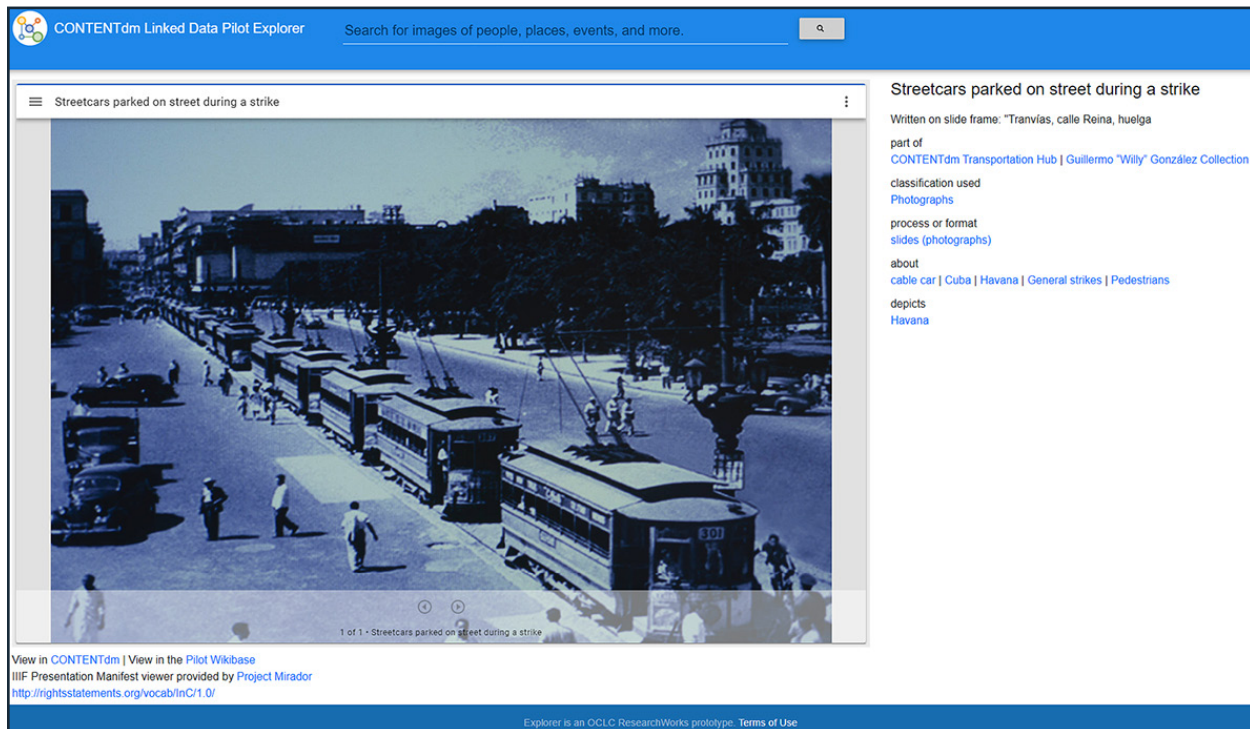 CONTENTdm Linked Data Pilot Explorer
Search for images of people, places, events, and more.
Streetcars parked on street during a strike
301
1 of 1 • Streetcars parked on street during a strike
View in CONTENTdm | View in the Pilot Wikibase
IIIF Presentation Manifest viewer provided by Project Mirador
http://rightsstatements.org/vocab/InC/1.0/
Streetcars parked on street during a strike
Written on slide frame: "Tranvías, calle Reina, huelga
part of
CONTENTdm Transportation Hub | Guillermo "Willy" González Collection
classification used
Photographs
process or format
slides (photographs)
about
cable car | Cuba | Havana | General strikes | Pedestrians
depicts
Havana
Explorer is an OCLC ResearchWorks prototype. Terms of Use